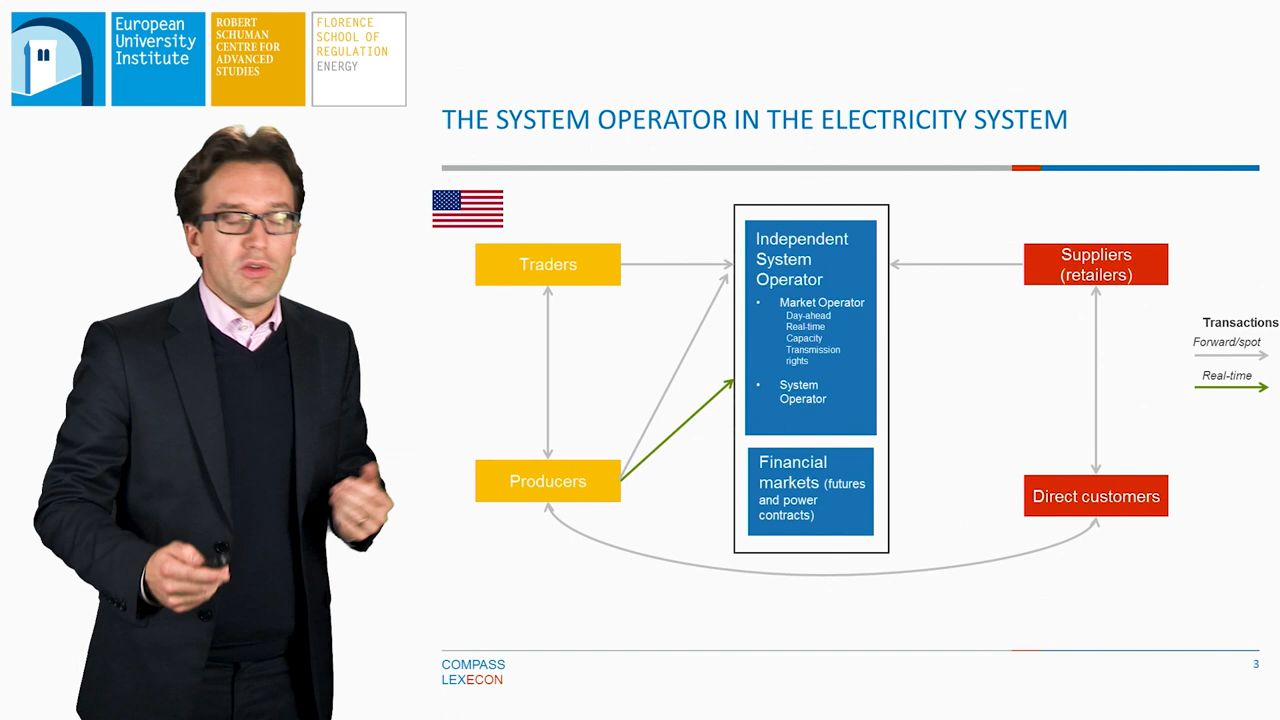 European
University
Institute
ROBERT
SCHUMAN
CENTRE FOR
ADVANCED
STUDIES
FLORENCE
SCHOOL OF
REGULATION
ENERGY
THE SYSTEM OPERATOR IN THE ELECTRICITY SYSTEM
Traders
Producers
Independent
System
Operator
• Market Operator
Day-ahead
Real-time
Capacity
Transmission
rights
• System
Operator
Financial
markets (futures
and power
contracts)
Suppliers
(retailers)
Direct customers
Transactions
Forward/spot
Real-time
COMPASS
LEXECON
3